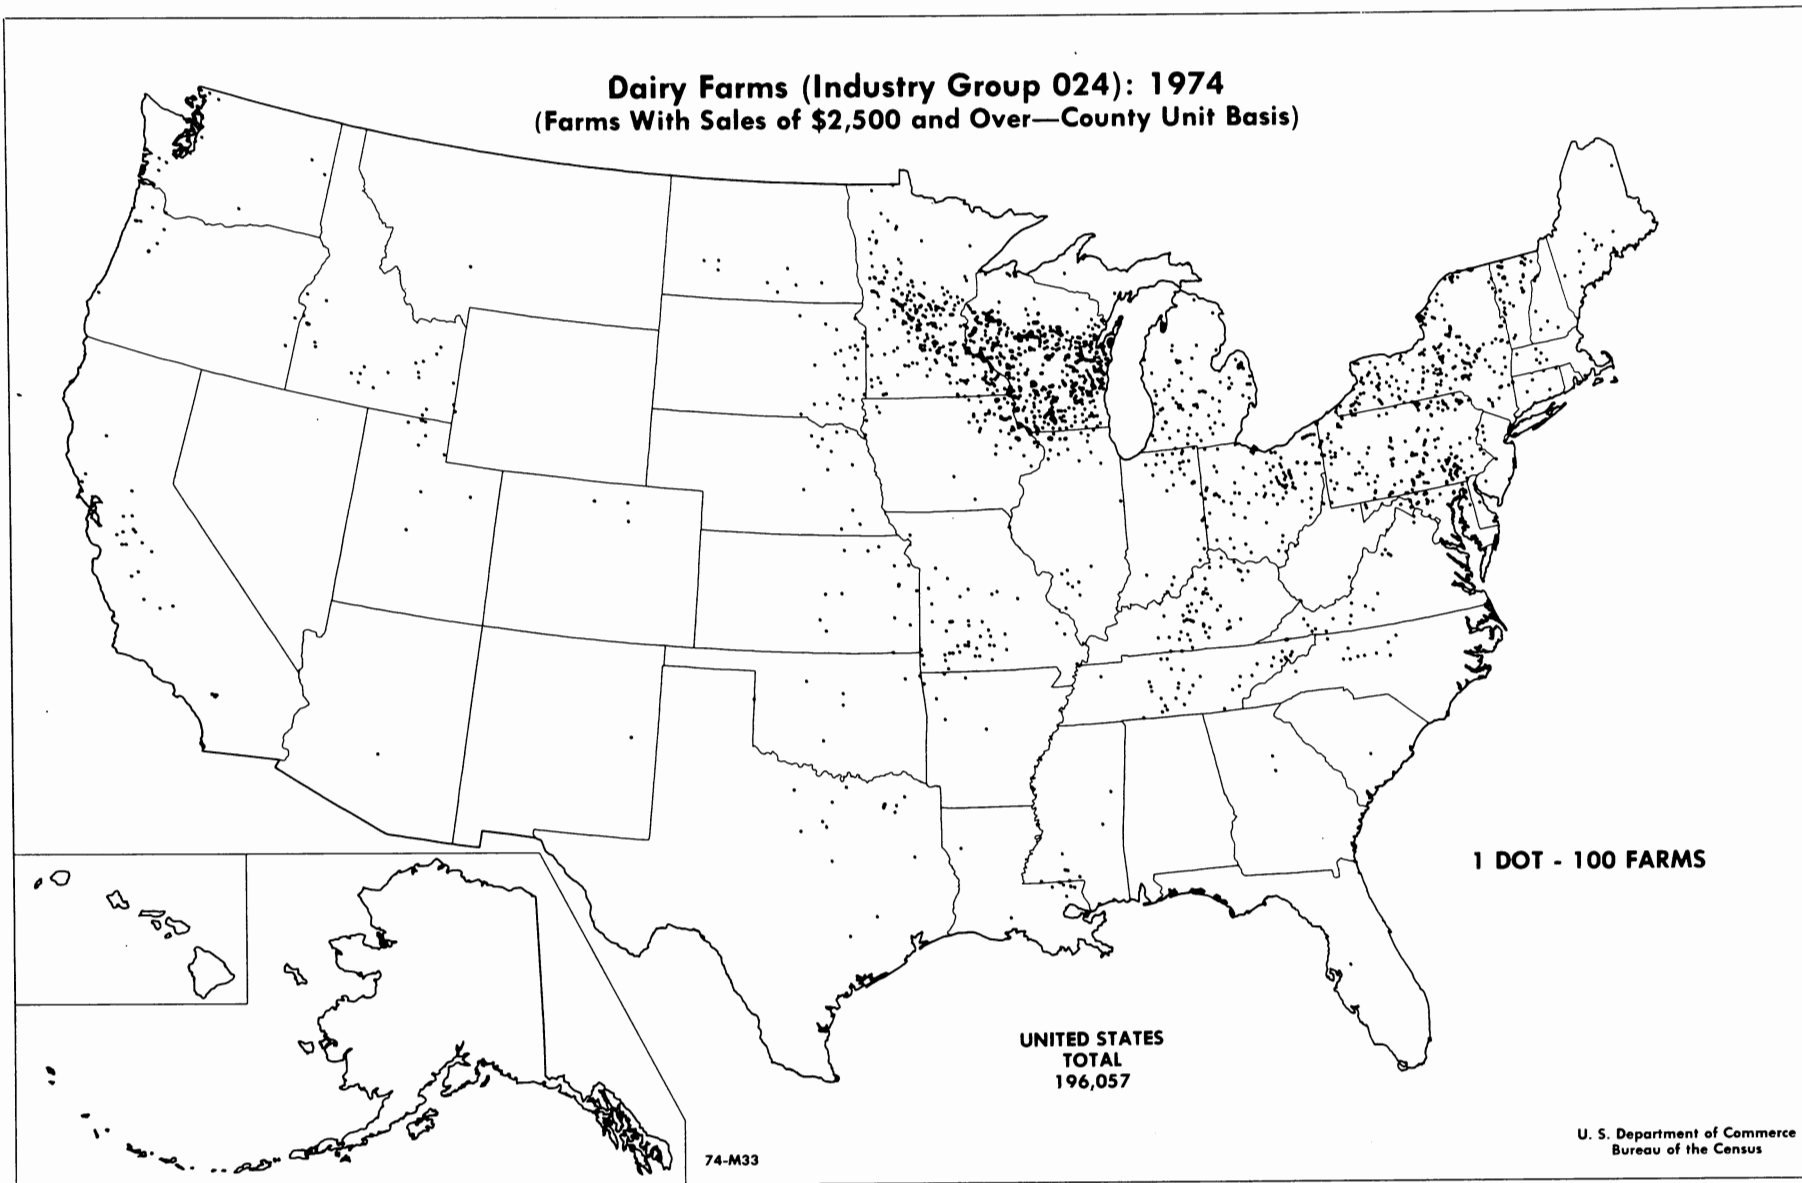 Dairy Farms (Industry Group 024): 1974
(Farms With Sales of $2,500 and Over—County Unit Basis)
1 DOT - 100 FARMS
UNITED STATES
TOTAL
196,057
74-M33
U. S. Department of Commerce
Bureau of the Census